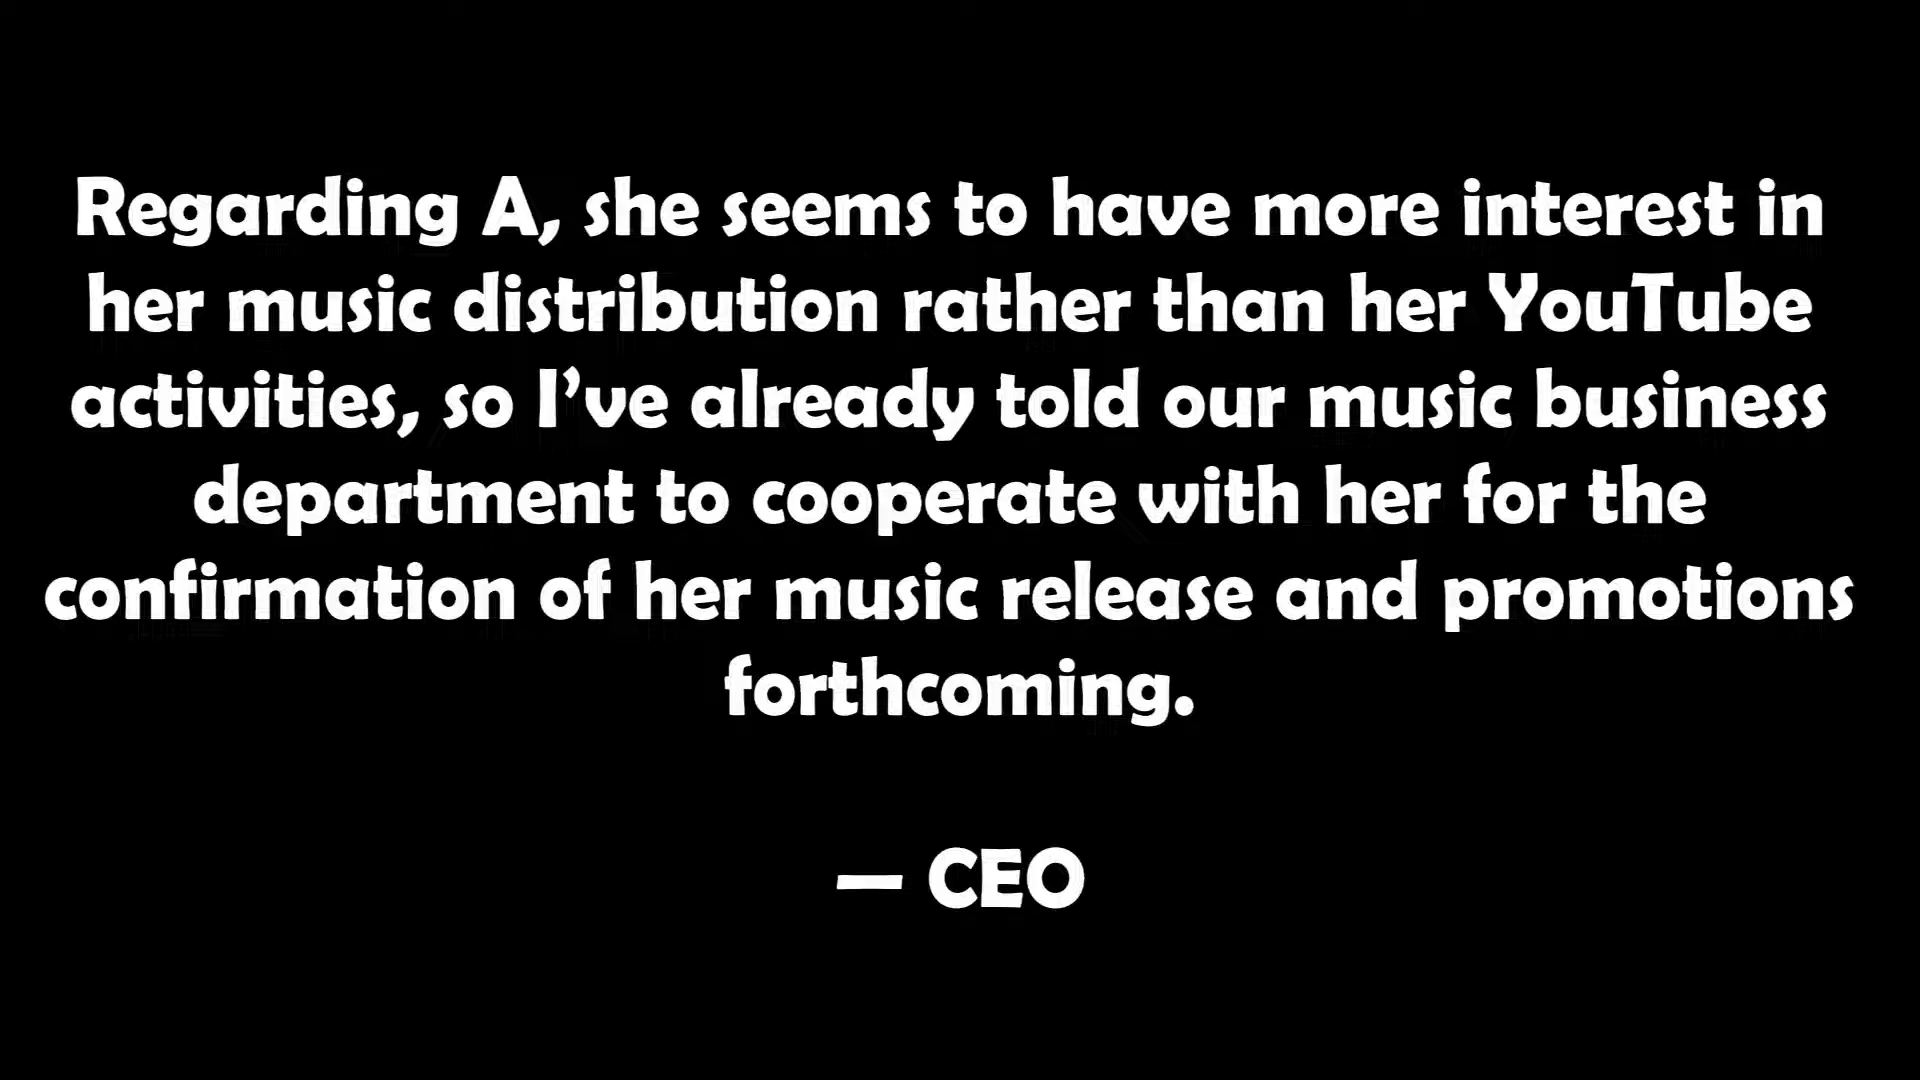 Regarding A, she seems to have more interest in
her music distribution rather than her YouTube
activities, so I’ve already told our music business
department to cooperate with her for the
confirmation of her music release and promotions
forthcoming.
— CEO